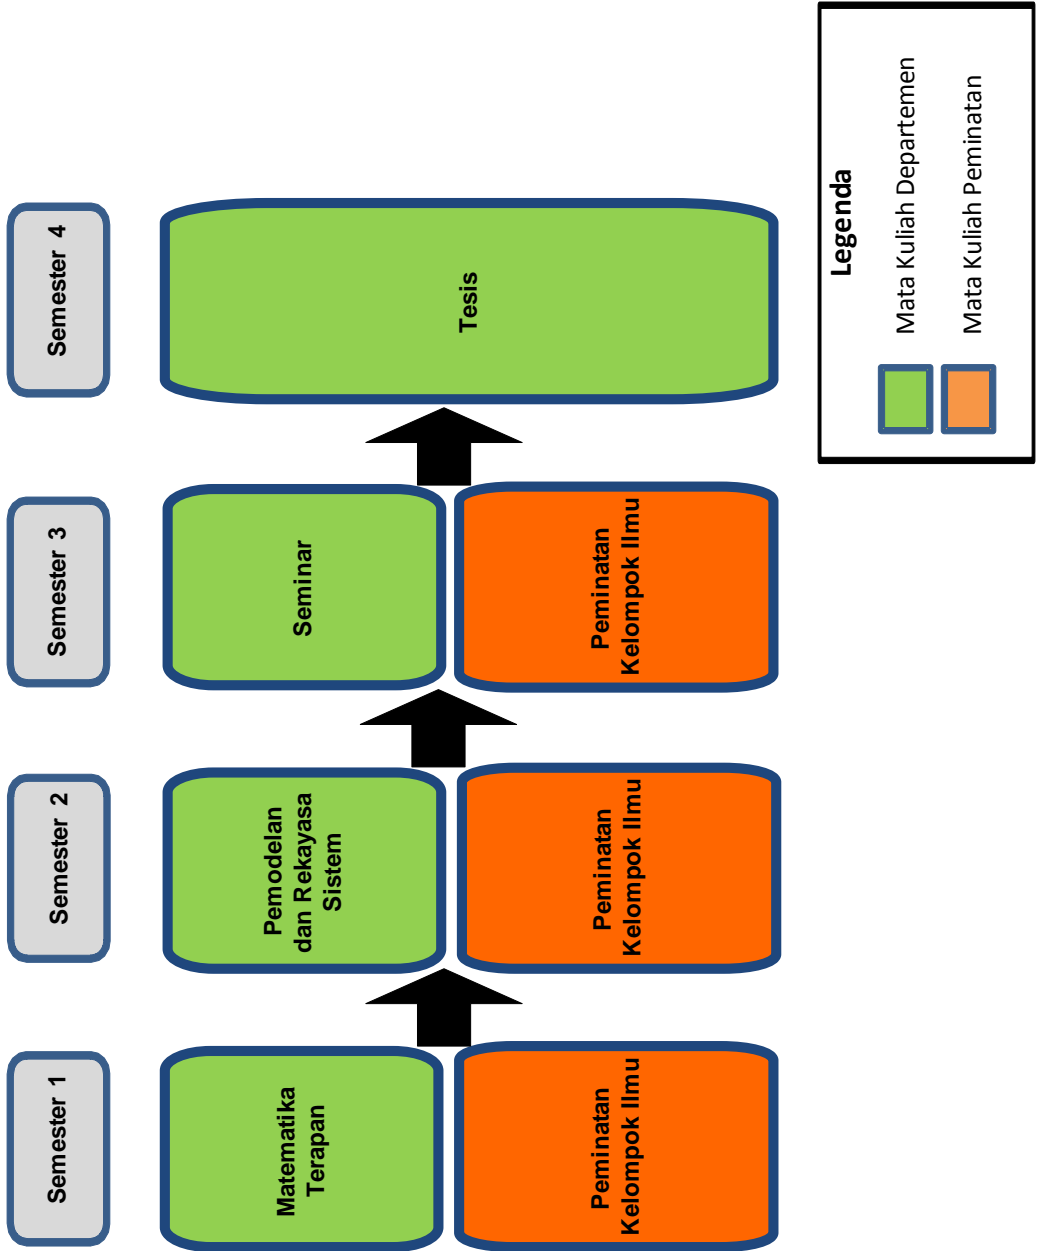 Semester 1
Semester 2
Semester 3
Semester 4
Matematika
Terapan
Pemodelan
dan Rekayasa
Sistem
Seminar
Tesis
Peminatan
Kelompok Ilmu
Peminatan
Kelompok Ilmu
Peminatan
Kelompok Ilmu
Legenda
Mata Kuliah Departemen
Mata Kuliah Peminatan